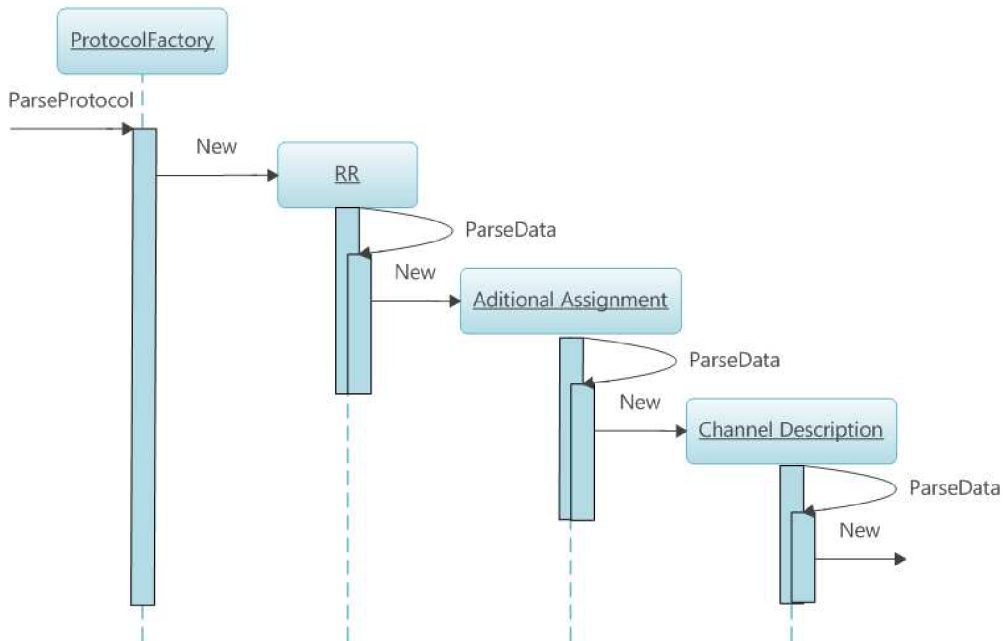 ProtocolFactory
ParseProtocol
New
RR
ParseData
New
Aditional Assignment
ParseData
New
Channel Description
ParseData
New